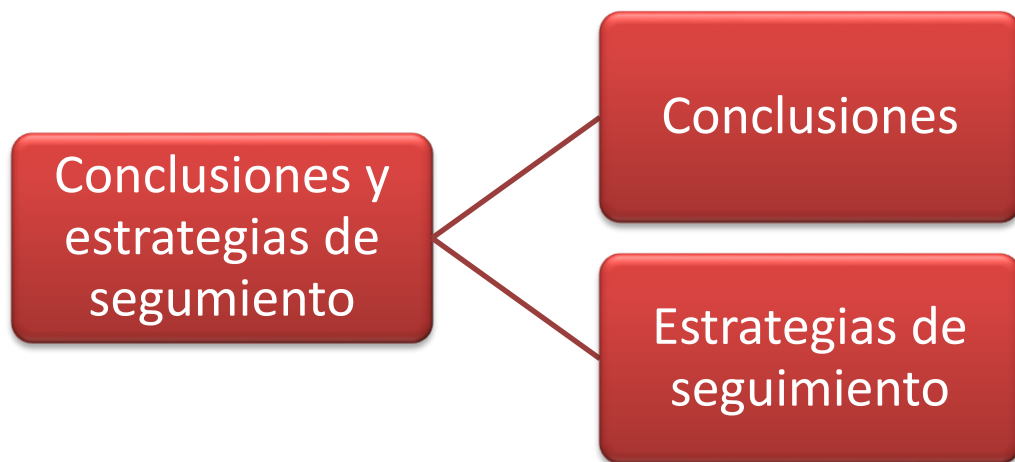 Conclusiones y
estrategias de
segumiento
Conclusiones
Estrategias de
seguimiento